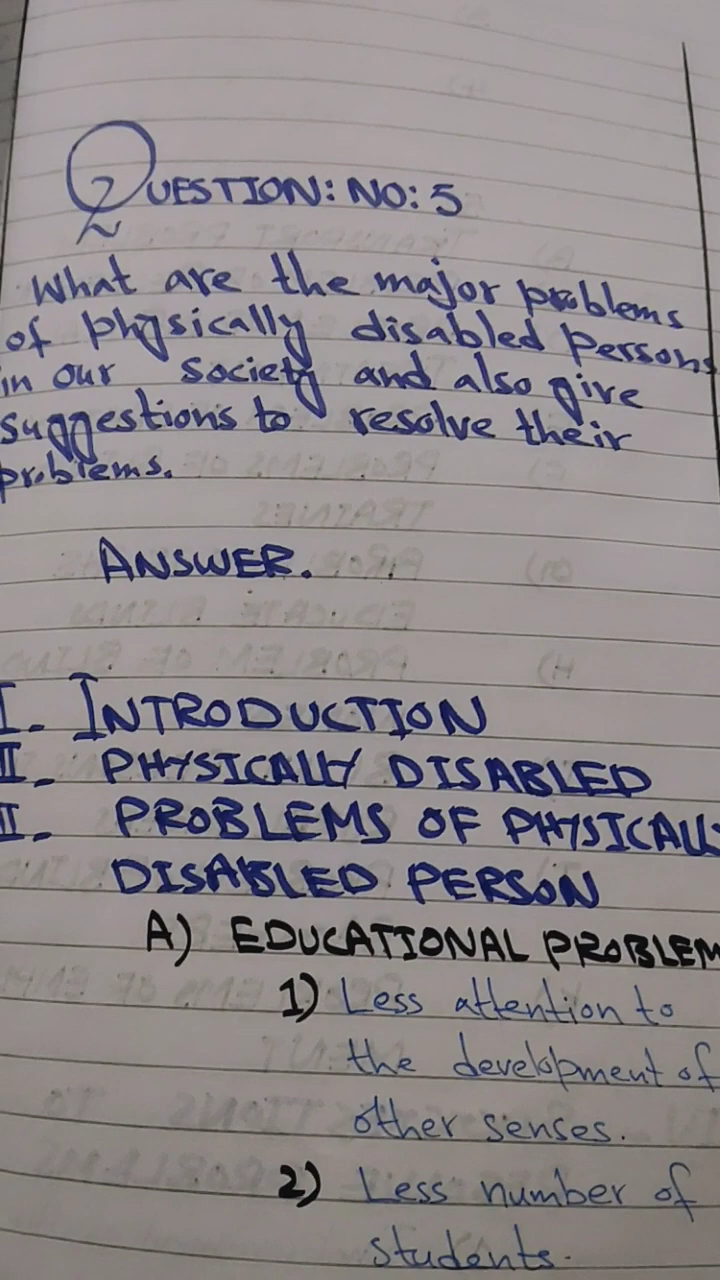 QUESTION: NO: 5
What are the major problems
of physically disabled persons
in our society and also give
suggestions to resolve their
problems.
ANSWER.
I. INTRODUCTION
II. PHYSICALLY DISABLED
II. PROBLEMS OF PHYSICALL
DISABLED PERSON
A) EDUCATIONAL PROBLEM
1) Less attention to
the development of
other senses.
2) Less number of
students.